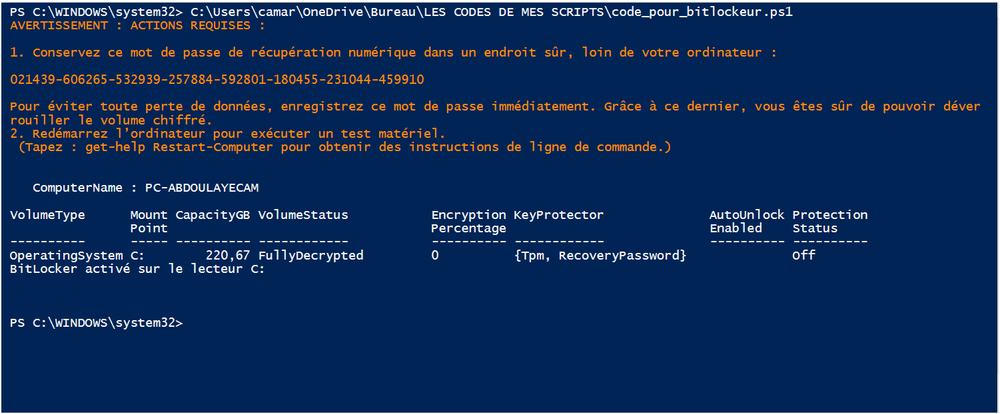 PS C:\WINDOWS\system32> C:\Users\camar\OneDrive\Bureau\LES CODES DE MES SCRIPTS\code_pour_bitlockeur.ps1
AVERTISSEMENT : ACTIONS REQUISES :
1. Conservez ce mot de passe de récupération numérique dans un endroit sûr, loin de votre ordinateur :
021439-606265-532939-257884-592801-180455-231044-459910
Pour éviter toute perte de données, enregistrez ce mot de passe immédiatement. Grâce à ce dernier, vous êtes sûr de pouvoir déver
rouiller le volume chiffré.
2. Redémarrez l’ordinateur pour exécuter un test matériel.
(Tapez : get-help Restart-Computer pour obtenir des instructions de ligne de commande.)
ComputerName : PC-ABDOULAYECAM
VolumeType Mount CapacityGB VolumeStatus Encryption KeyProtector AutoUnlock Protection
Point Percentage Enabled Status
---------- ----- ---------- ------------ ---------- ------------ ---------- ----------
OperatingSystem C: 220,67 FullyDecrypted 0 {Tpm, RecoveryPassword} Off
BitLocker activé sur le lecteur C:
PS C:\WINDOWS\system32>